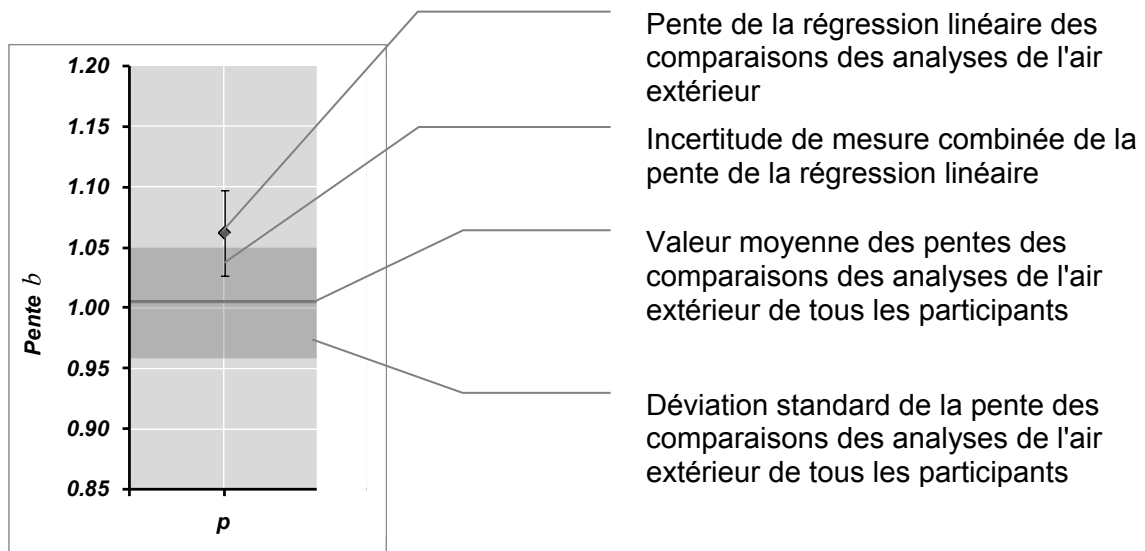 Pente de la régression linéaire des
comparaisons des analyses de l'air
extérieur
Incertitude de mesure combinée de la
pente de la régression linéaire
Valeur moyenne des pentes des
comparaisons des analyses de l'air
extérieur de tous les participants
Déviation standard de la pente des
comparaisons des analyses de l'air
extérieur de tous les participants
Pente b
1.20
1.15
1.10
1.05
1.00
0.95
0.90
0.85
p